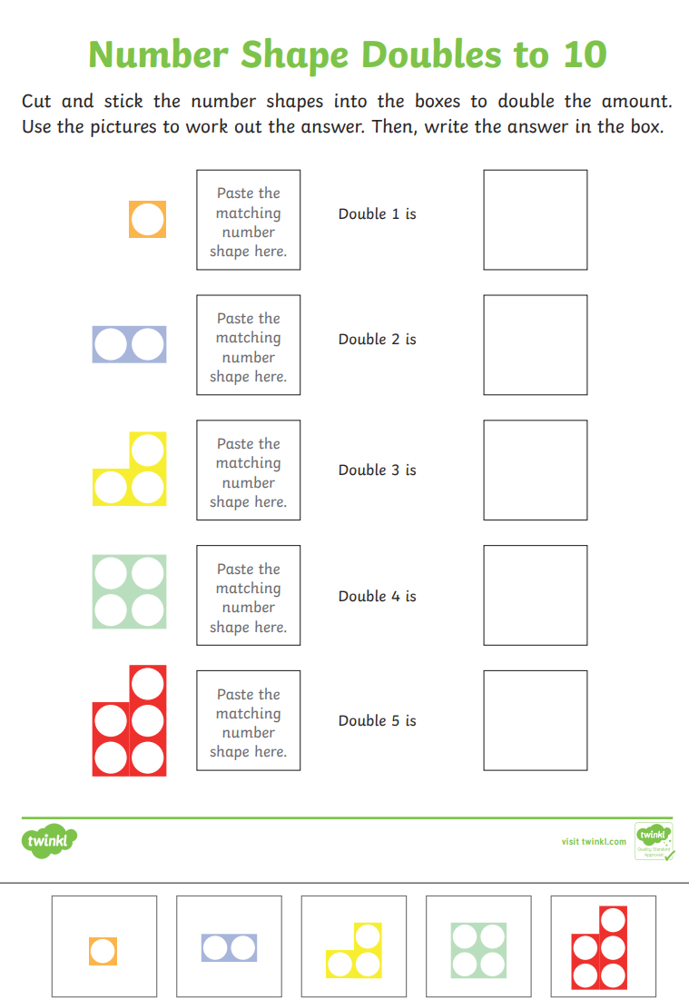 Number Shape Doubles to 10
Cut and stick the number shapes into the boxes to double the amount.
Use the pictures to work out the answer. Then, write the answer in the box.
Paste the
matching
number
shape here.
Double 1 is
Paste the
matching
number
shape here.
Double 2 is
Paste the
matching
number
shape here.
Double 3 is
Paste the
matching
number
shape here.
Double 4 is
Paste the
matching
number
shape here.
Double 5 is
twinkl
visit twinkl.com
twinkl
Quality Standard
Approved